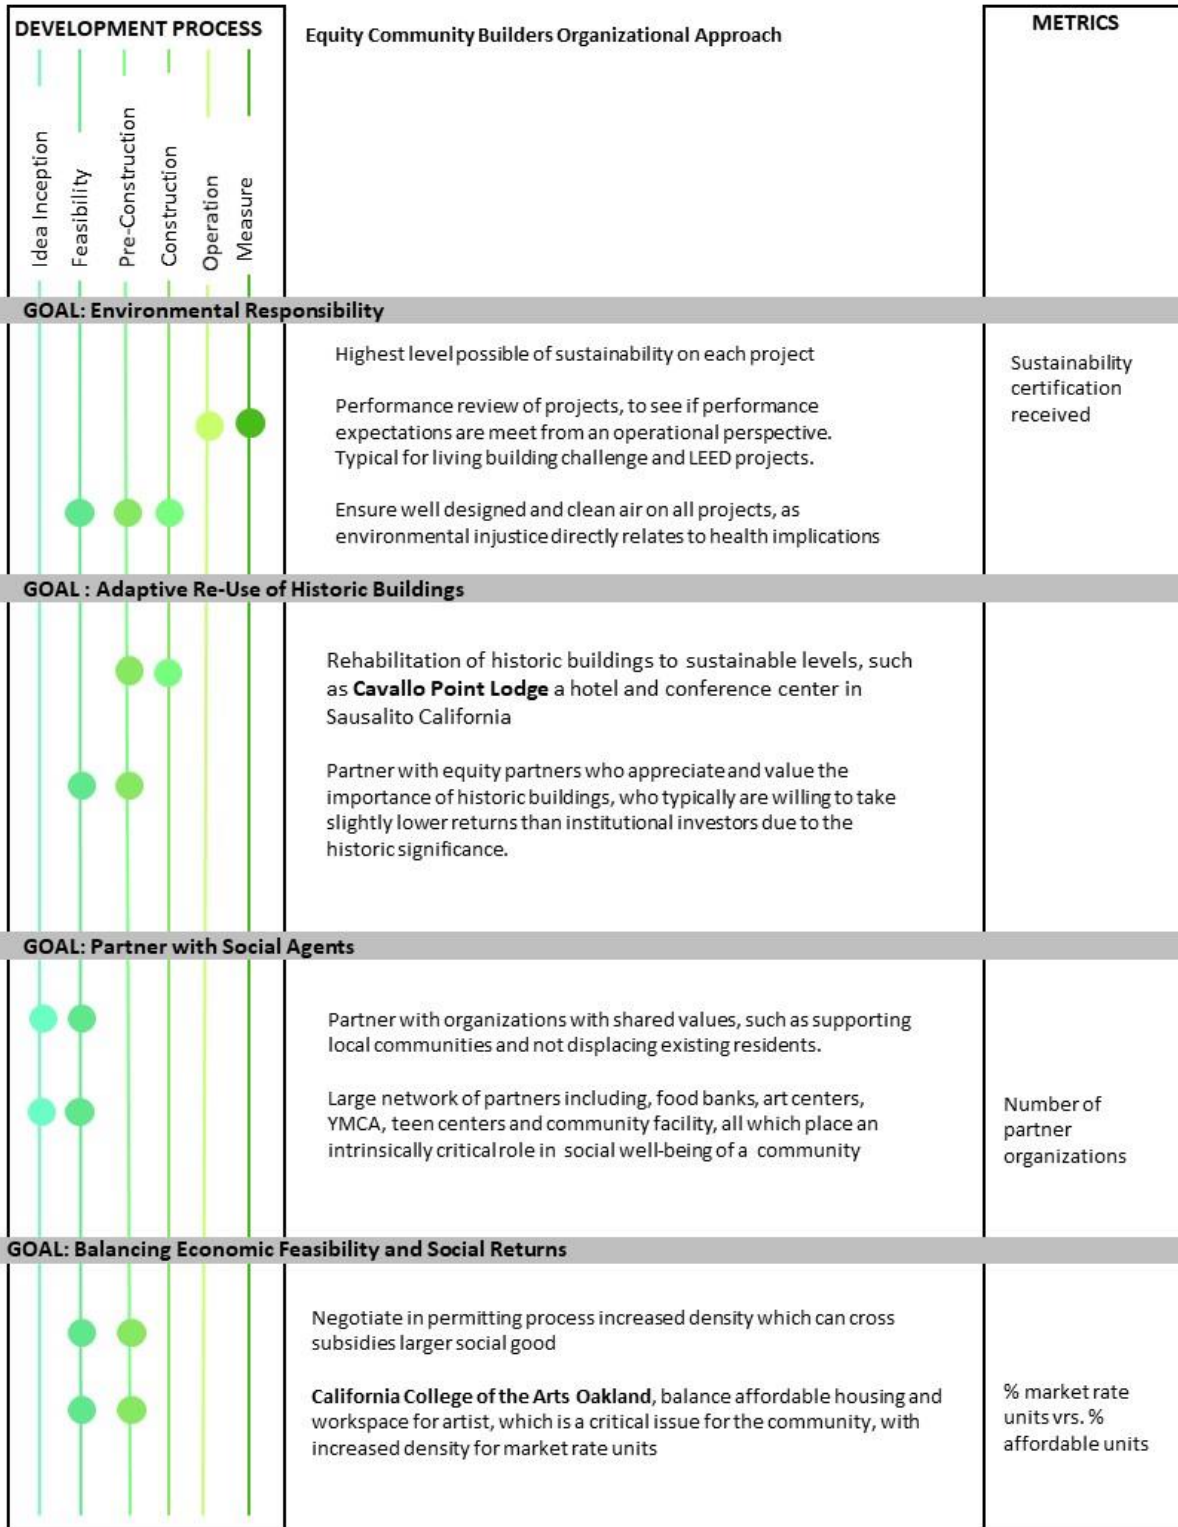 DEVELOPMENT PROCESS
Equity Community Builders Organizational Approach
METRICS
Idea Inception
Feasibility
Pre-Construction
Construction
Operation
Measure
GOAL: Environmental Responsibility
Highest level possible of sustainability on each project
Performance review of projects, to see if performance
expectations are meet from an operational perspective.
Typical for living building challenge and LEED projects.
Ensure well designed and clean air on all projects, as
environmental injustice directly relates to health implications
Sustainability
certification
received
GOAL : Adaptive Re-Use of Historic Buildings
Rehabilitation of historic buildings to sustainable levels, such
as Cavallo Point Lodge a hotel and conference center in
Sausalito California
Partner with equity partners who appreciate and value the
importance of historic buildings, who typically are willing to take
slightly lower returns than institutional investors due to the
historic significance.
GOAL: Partner with Social Agents
Partner with organizations with shared values, such as supporting
local communities and not displacing existing residents.
Large network of partners including, food banks, art centers,
YMCA, teen centers and community facility, all which place an
intrinsically critical role in social well-being of a community
Number of
partner
organizations
GOAL: Balancing Economic Feasibility and Social Returns
Negotiate in permitting process increased density which can cross
subsidies larger social good
California College of the Arts Oakland, balance affordable housing and
workspace for artist, which is a critical issue for the community, with
increased density for market rate units
% market rate
units vrs. %
affordable units